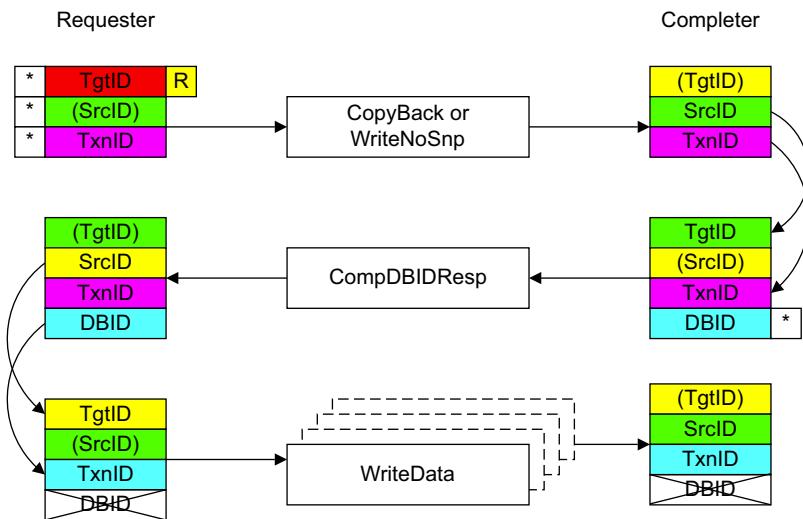 Requester
Completer
* TgtID R
* (SrcID)
* TxnID
CopyBack or
WriteNoSnp
(TgtID)
SrcID
TxnID
(TgtID)
SrcID
TxnID
DBID
CompDBIDResp
TgtID
(SrcID)
TxnID
DBID *
TgtID
(SrcID)
TxnID
DBID
WriteData
(TgtID)
SrcID
TxnID
DBID